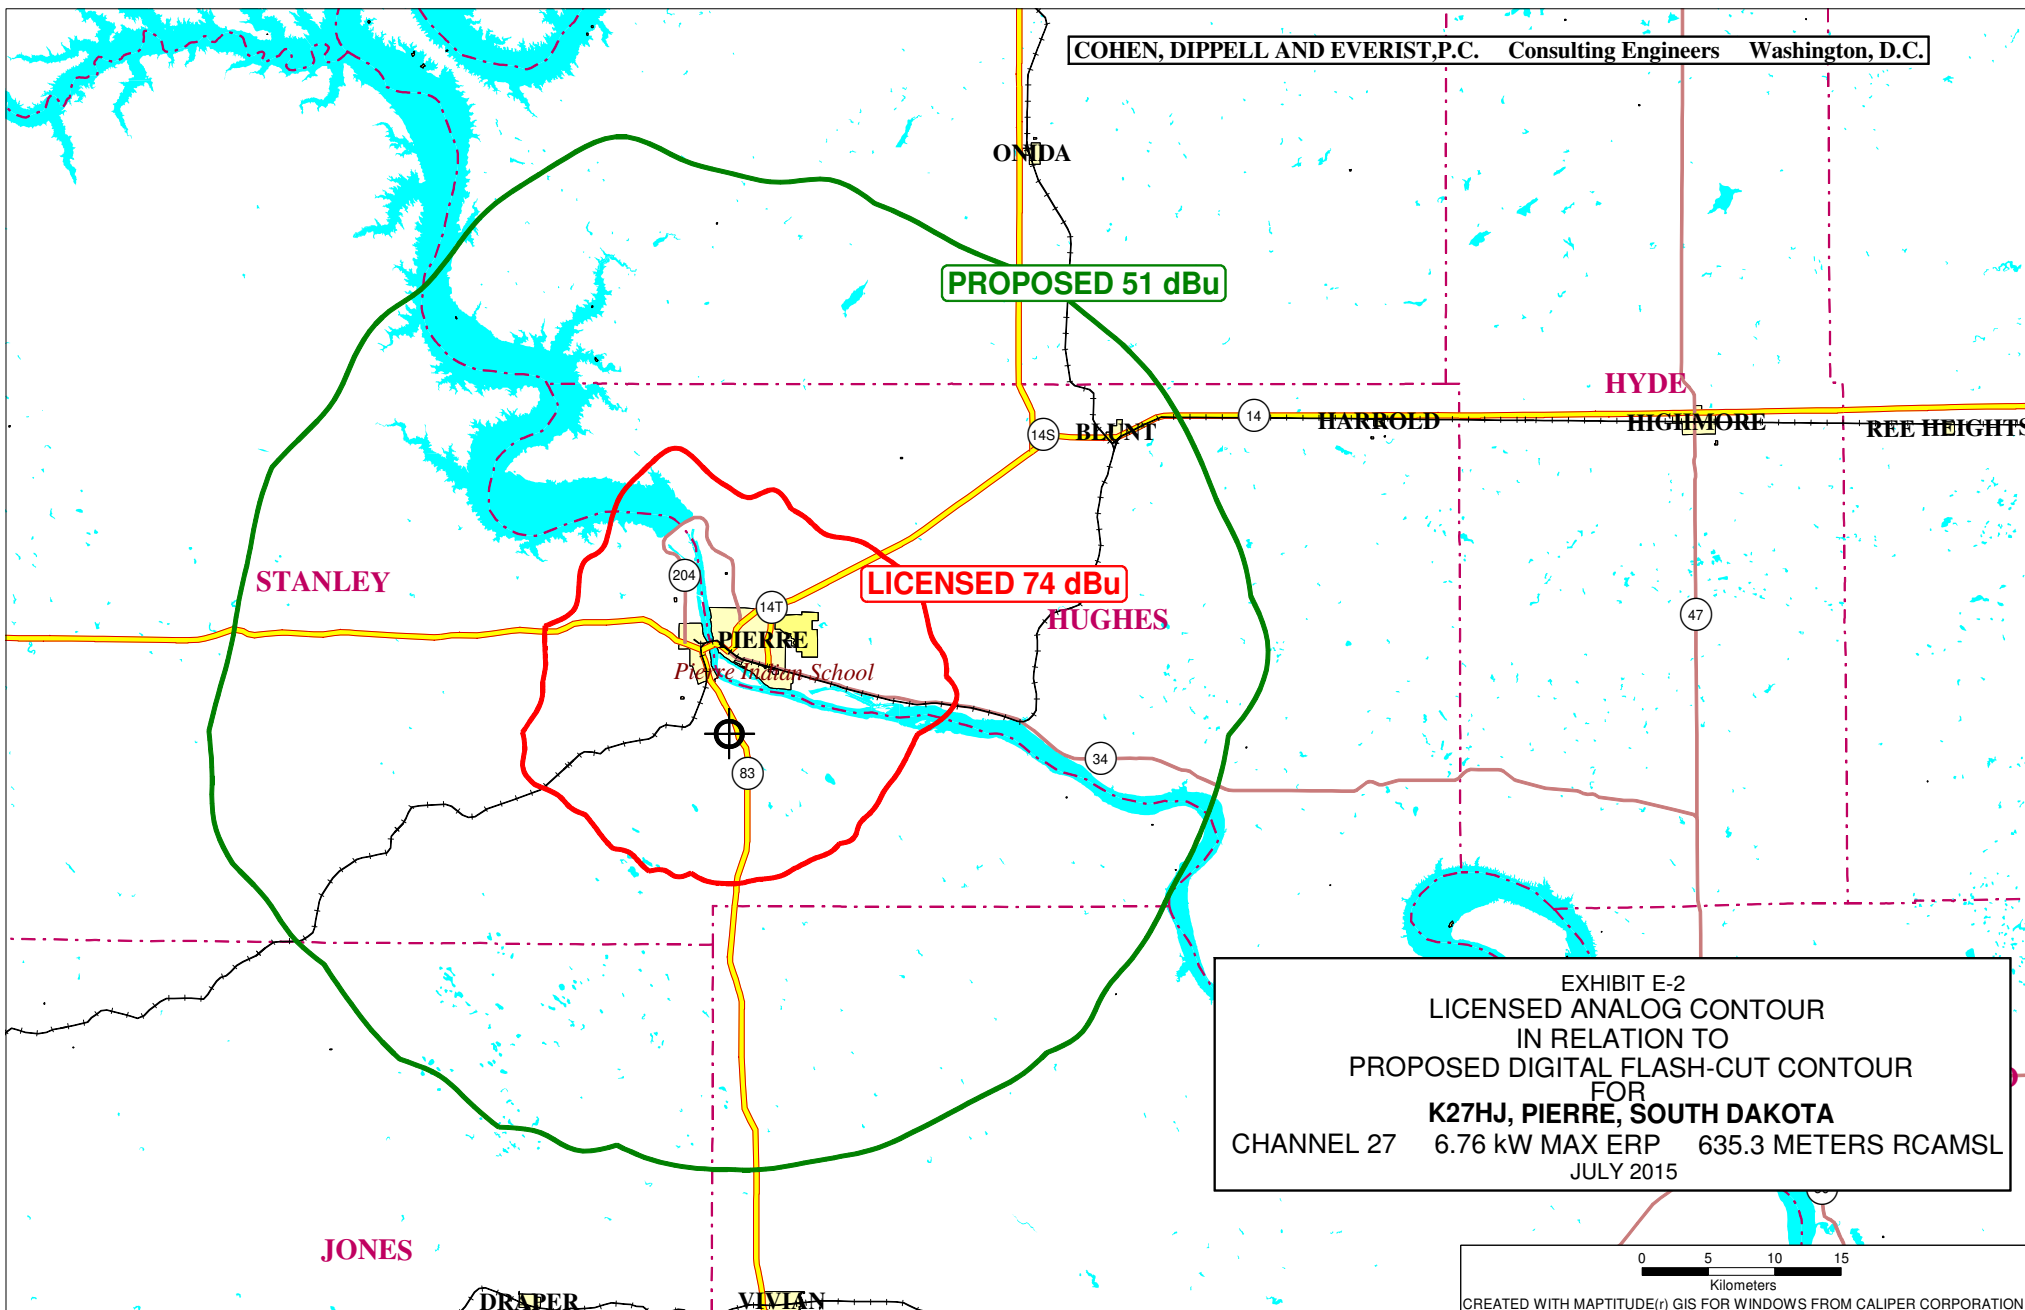 COHEN, DIPPELL AND EVERIST,P.C. Consulting Engineers Washington, D.C.
ONIDA
PROPOSED 51 dBu
HYDE
14
HARROLD
HIGHMORE
REE HEIGHTS
14S
BLUNT
STANLEY
204
LICENSED 74 dBu
14T
HUGHES
47
PIERRE
Pierre Indian School
34
83
EXHIBIT E-2
LICENSED ANALOG CONTOUR
IN RELATION TO
PROPOSED DIGITAL FLASH-CUT CONTOUR
FOR
K27HJ, PIERRE, SOUTH DAKOTA
CHANNEL 27 6.76 kW MAX ERP 635.3 METERS RCAMSL
JULY 2015
JONES
0 5 10 15
Kilometers
DRAPER
VIVIAN
CREATED WITH MAPTITUDE(r) GIS FOR WINDOWS FROM CALIPER CORPORATION